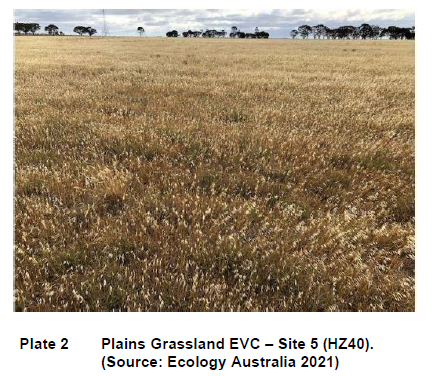 Plate 2 Plains Grassland EVC – Site 5 (HZ40).
(Source: Ecology Australia 2021)